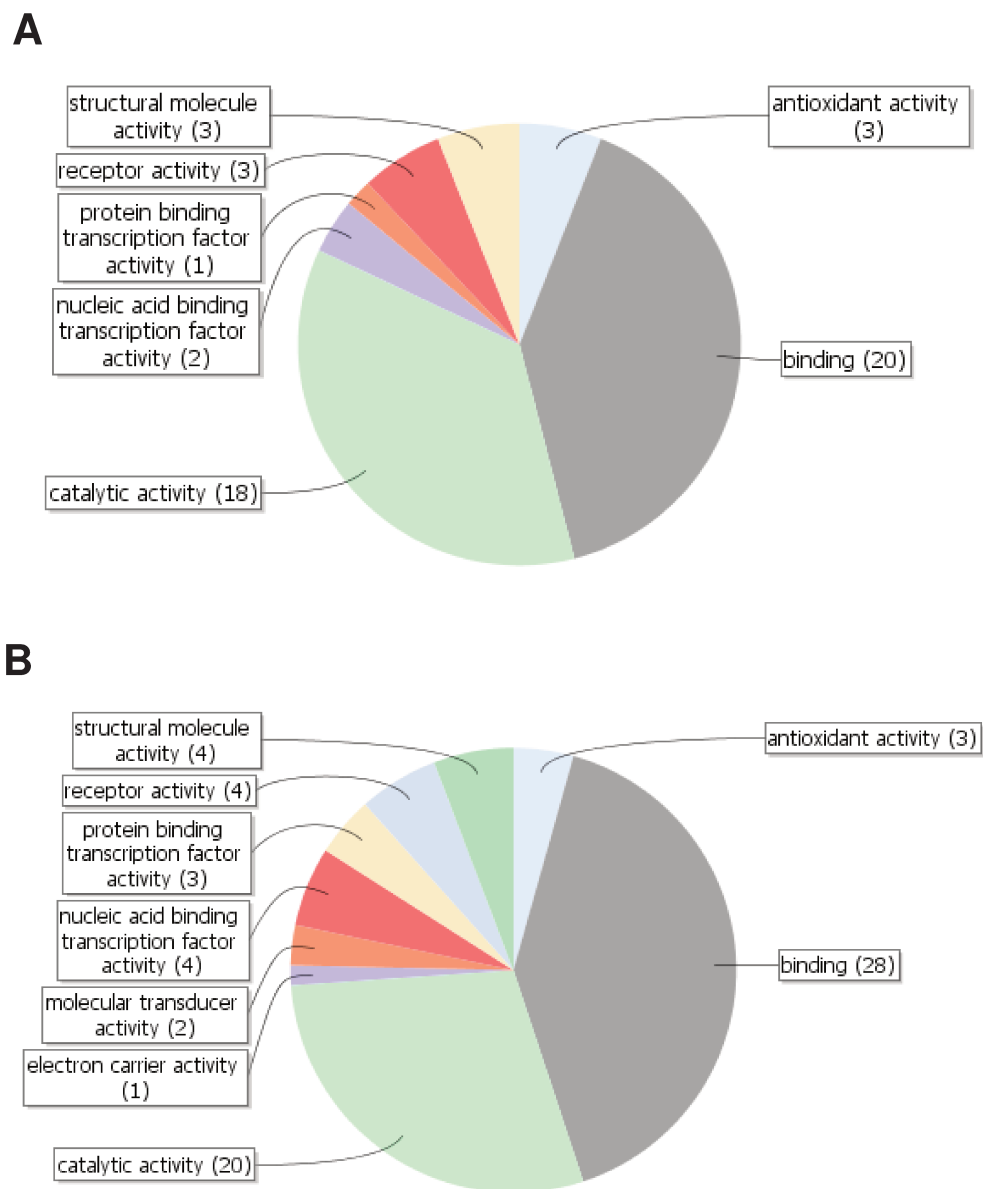 A
structural molecule
activity (3)
antioxidant activity
(3)
receptor activity (3)
protein binding
transcription factor
activity (1)
nucleic acid binding
transcription factor
activity (2)
binding (20)
catalytic activity (18)
B
structural molecule
activity (4)
antioxidant activity (3)
receptor activity (4)
protein binding
transcription factor
activity (3)
nucleic acid binding
transcription factor
activity (4)
binding (28)
molecular transducer
activity (2)
electron carrier activity
(1)
catalytic activity (20)